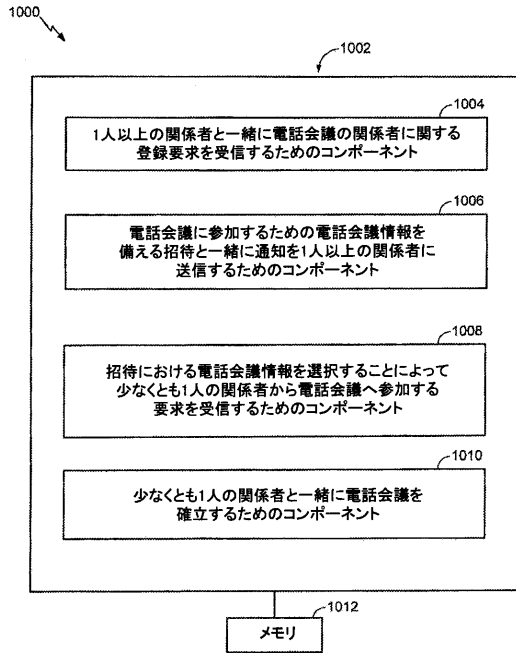 1000
1002
1004
1人以上の関係者と一緒に電話会議の関係者に関する
登録要求を受信するためのコンポーネント
1006
電話会議に参加するための電話会議情報を
備える招待と一緒に通知を1人以上の関係者に
送信するためのコンポーネント
1008
招待における電話会議情報を選択することによって
少なくとも1人の関係者から電話会議へ参加する
要求を受信するためのコンポーネント
1010
少なくとも1人の関係者と一緒に電話会議を
確立するためのコンポーネント
1012
メモリ